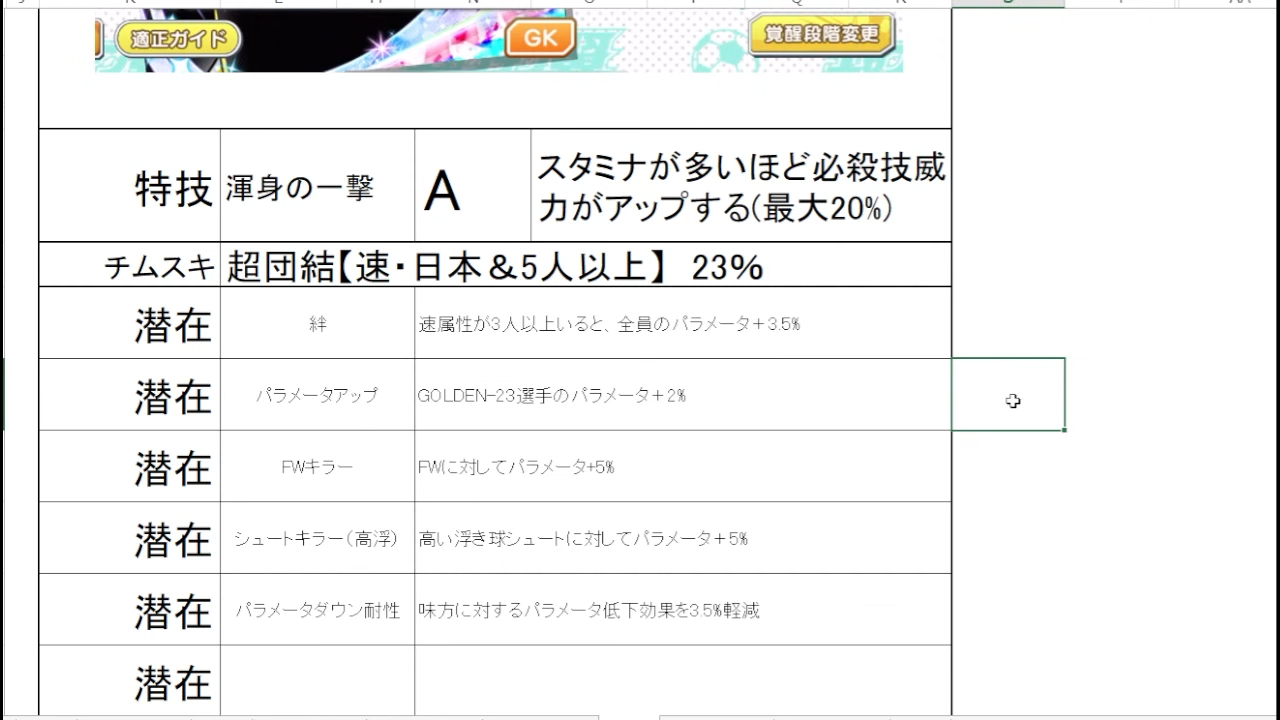 適正ガイド
GK
覚醒段階変更
特技 渾身の一撃 A スタミナが多いほど必殺技威
力がアップする(最大20%)
チムスキ 超団結【速・日本&5人以上】 23%
潜在 絆 速属性が3人以上いると、全員のパラメータ+3.5%
潜在 パラメータアップ GOLDEN-23選手のパラメータ+2%
潜在 FWキラー FWに対してパラメータ+5%
潜在 シュートキラー(高浮) 高い浮き球シュートに対してパラメータ+5%
潜在 パラメータダウン耐性 味方に対するパラメータ低下効果を3.5%軽減
潜在